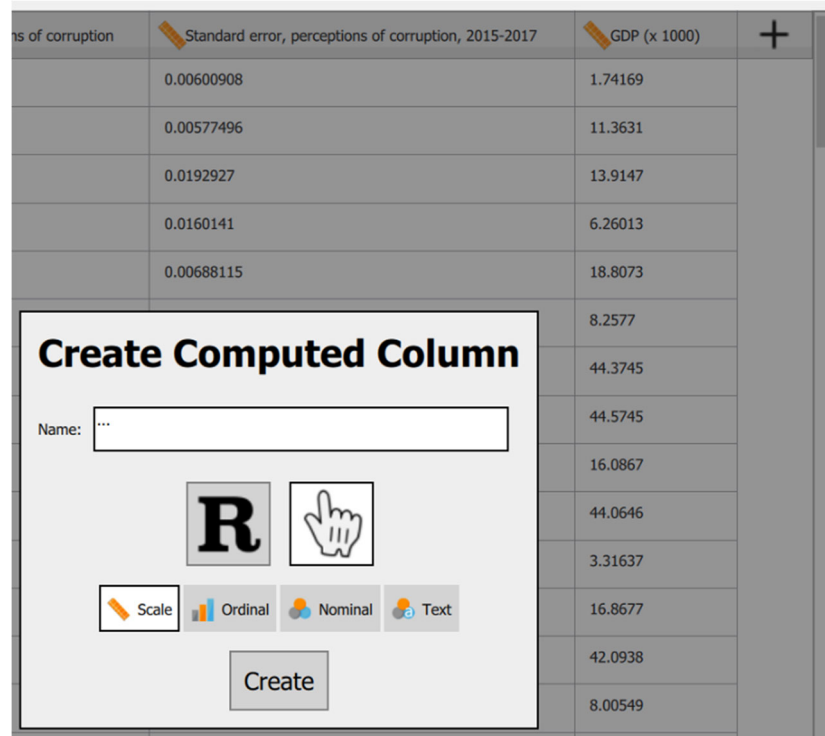 ns of corruption Standard error, perceptions of corruption, 2015-2017 GDP (x 1000) +
0.00600908 1.74169
0.00577496 11.3631
0.0192927 13.9147
0.0160141 6.26013
0.00688115 18.8073
8.2577
44.3745
44.5745
16.0867
44.0646
3.31637
16.8677
42.0938
8.00549
Create Computed Column
Name: ...
R
Scale Ordinal Nominal a Text
Create